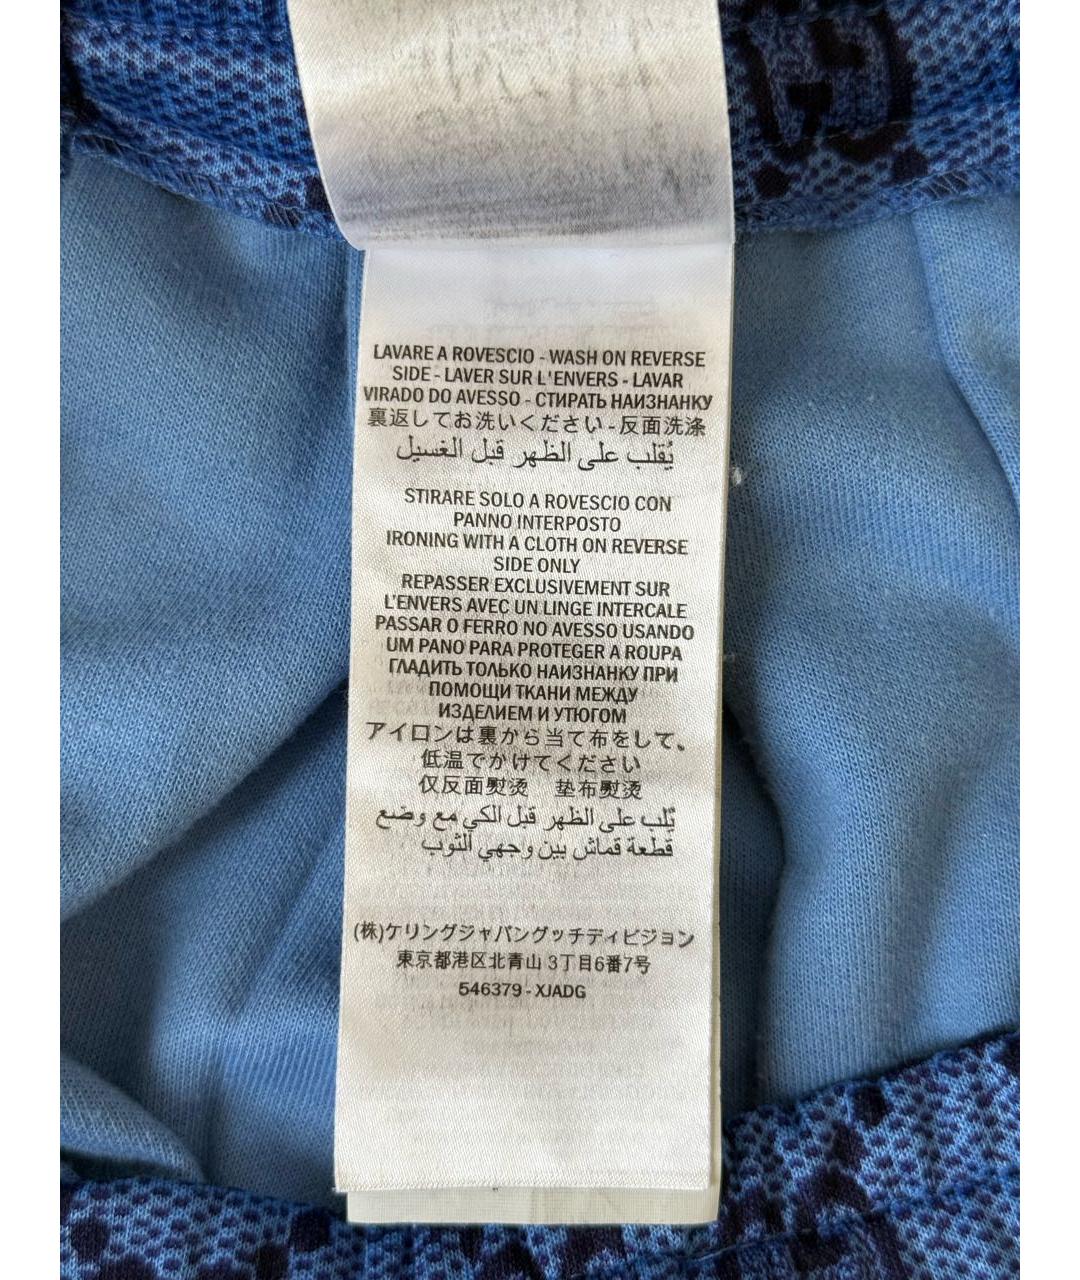 LAVARE A ROVESCIO - WASH ON REVERSE
SIDE - LAVER SUR L'ENVERS - LAVAR
VIRADO DO AVESSO - СТИРАТЬ НАИЗНАНКУ
裏返してお洗いください - 反面洗涤
يُقلب على الظهر قبل الغسيل
STIRARE SOLO A ROVESCIO CON
PANNO INTERPOSTO
IRONING WITH A CLOTH ON REVERSE
SIDE ONLY
REPASSER EXCLUSIVEMENT SUR
L'ENVERS AVEC UN LINGE INTERCALE
PASSAR O FERRO NO AVESSO USANDO
UM PANO PARA PROTEGER A ROUPA
ГЛАДИТЬ ТОЛЬКО НАИЗНАНКУ ПРИ
ПОМОЩИ ТКАНИ МЕЖДУ
ИЗДЕЛИЕМ И УТЮГОМ
アイロンは裏から当て布をして、
低温でかけてください
仅反面熨烫 垫布熨烫
يُلب على الظهر قبل الكي مع وضع
قطعة قماش بين وجهي الثوب
(株)ケリングジャパングッチディビジョン
東京都港区北青山 3丁目6番7号
546379 - XJADG